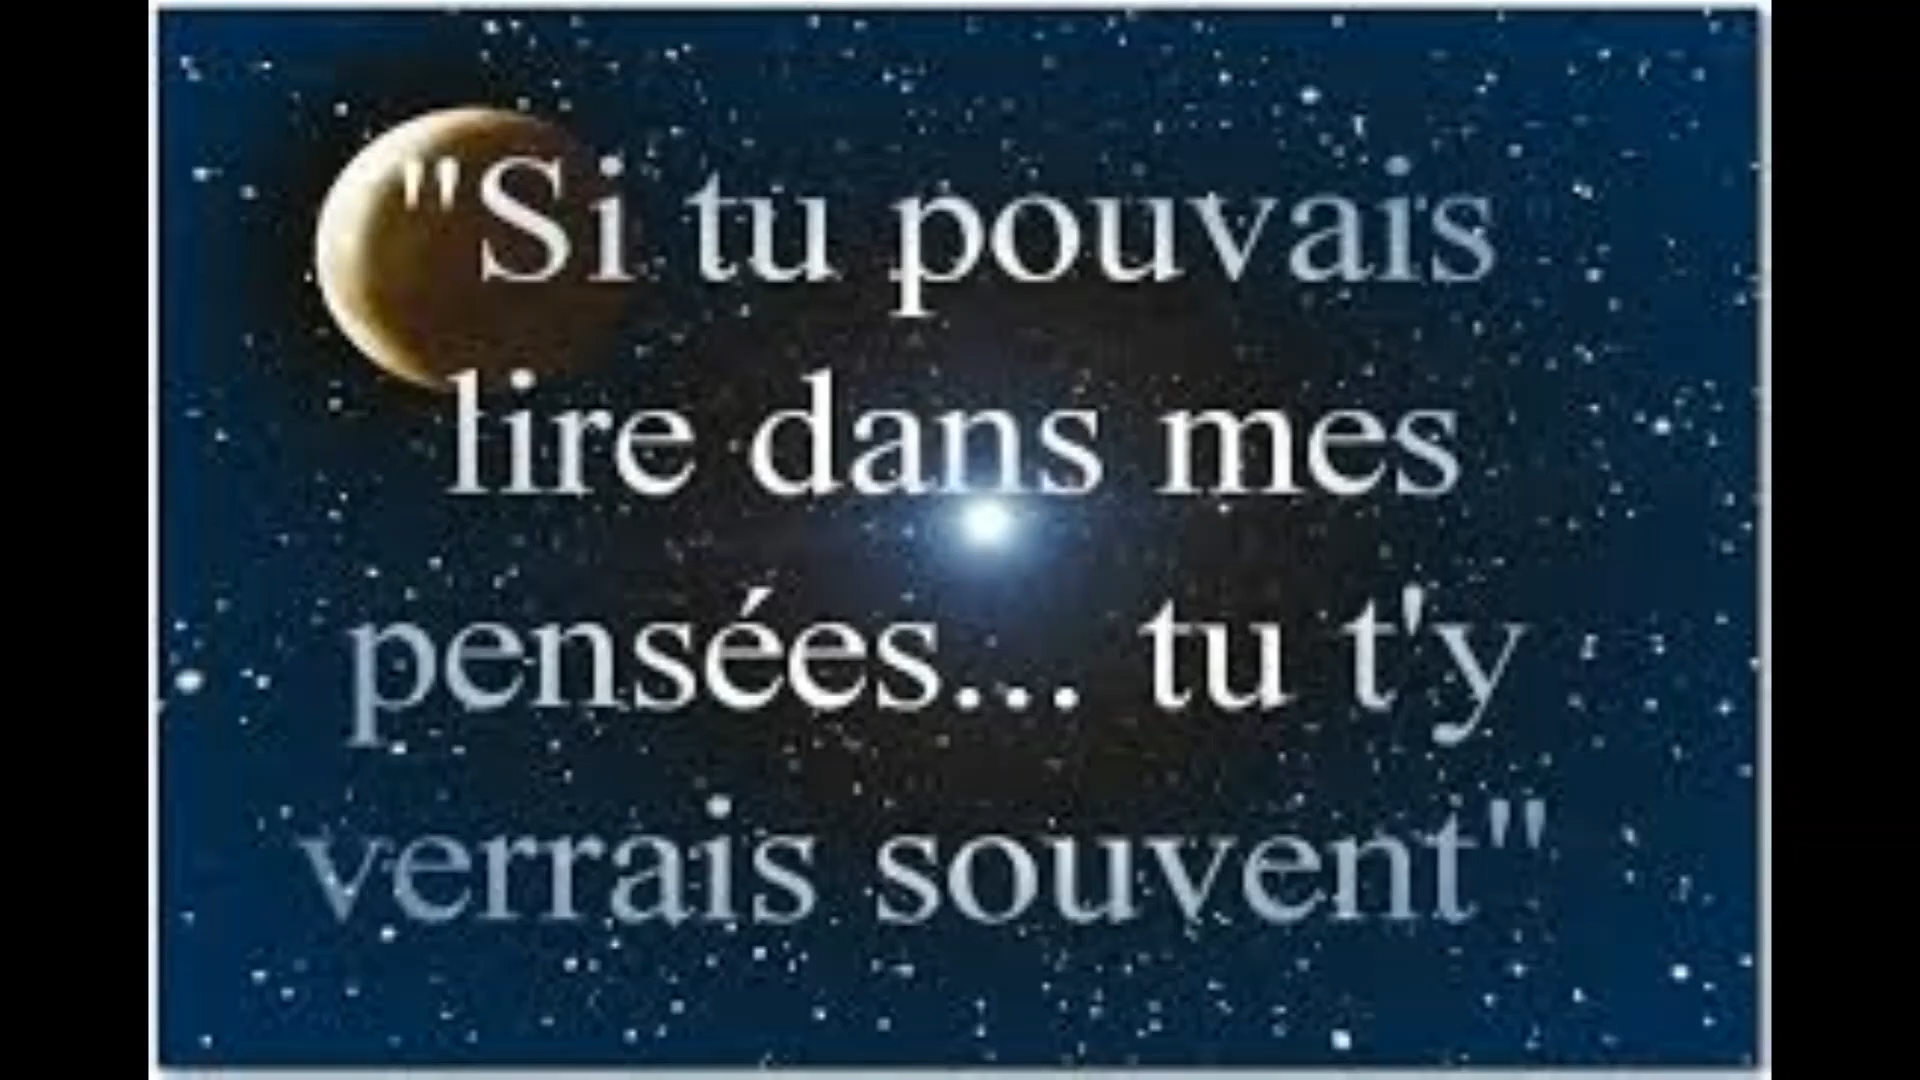 "Si tu pouvais
lire dans mes
pensées... tu t'y
verrais souvent"